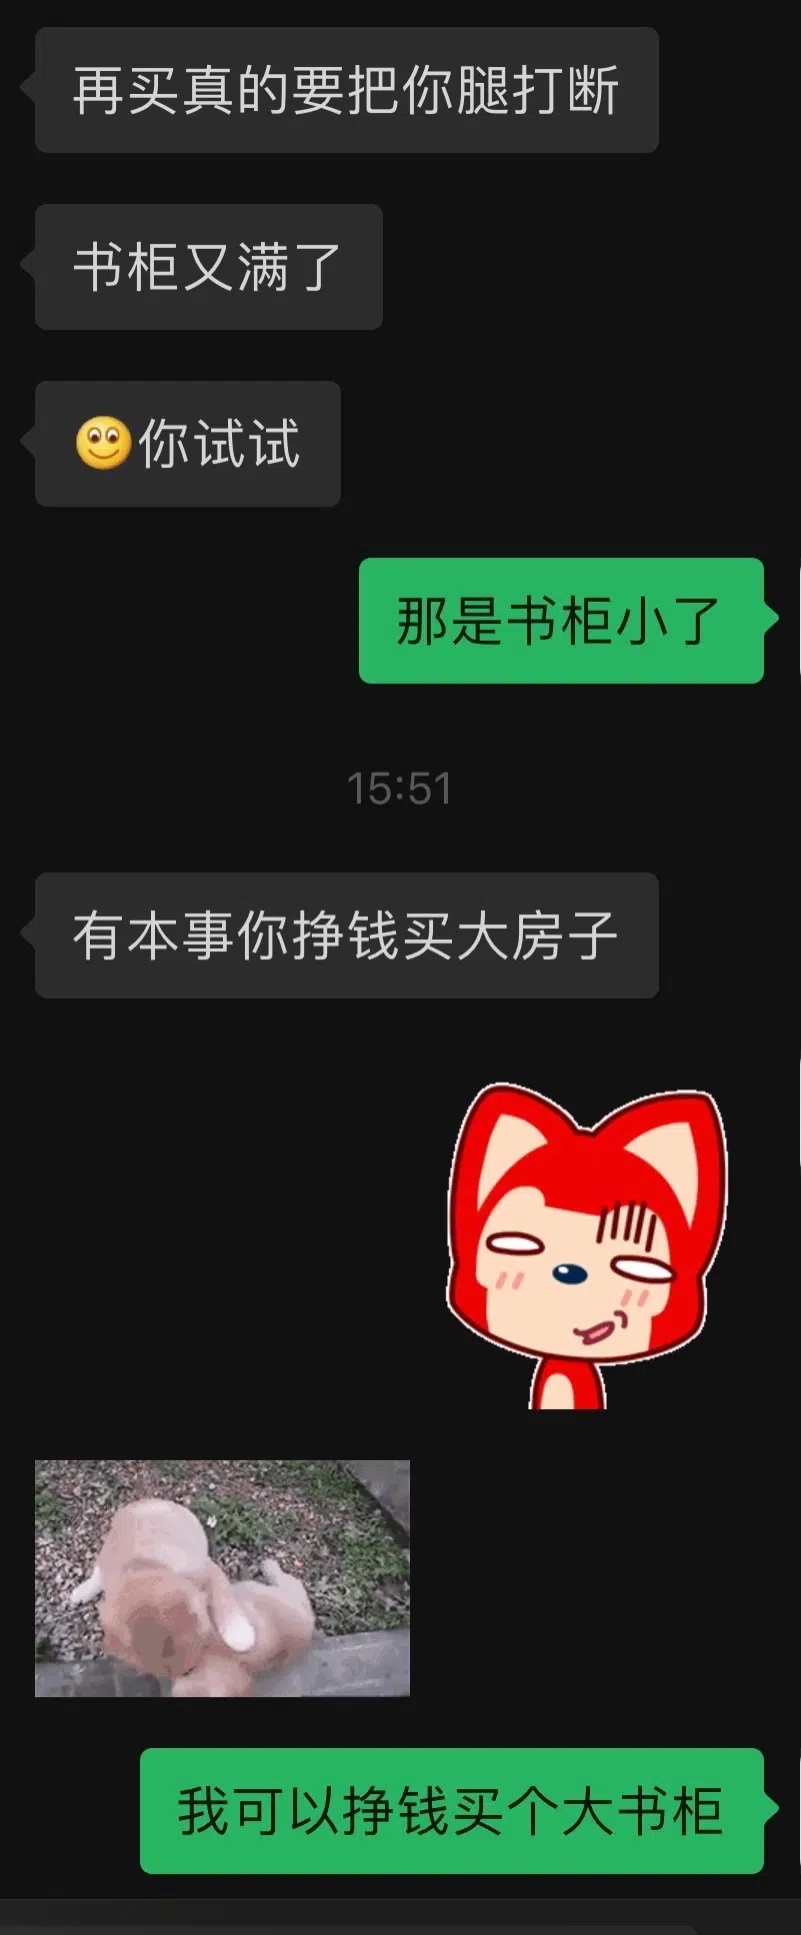 再买真的要把你腿打断
书柜又满了
你试试
那是书柜小了
15:51
有本事你挣钱买大房子
我可以挣钱买个大书柜